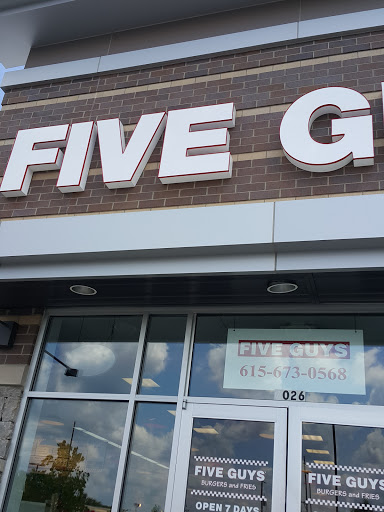 FIVE G
FIVE GUYS
615-673-0568
026
FIVE GUYS
BURGERS and FRIES
OPEN 7 DAYS
FIVE GUYS
BURGERS and FRIES